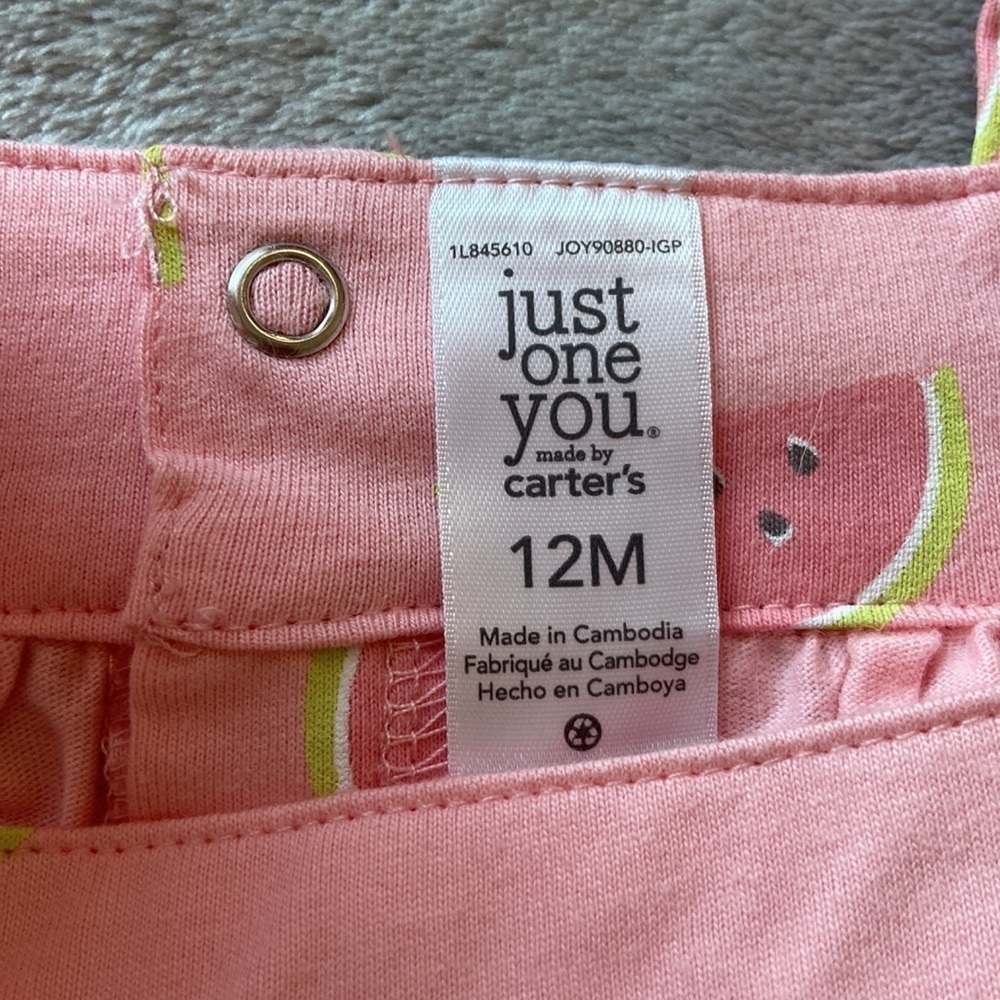 1L845610 JOY90880-IGP
just
one
you®
made by
carter's
12M
Made in Cambodia
Fabriqué au Cambodge
Hecho en Camboya